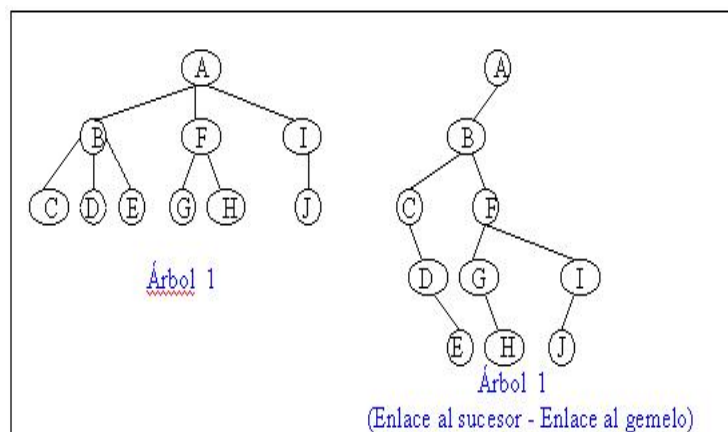 A
B F I
C D E G H J
Árbol 1
A
B
C F
D G I
E H J
Árbol 1
(Enlace al sucesor - Enlace al gemelo)